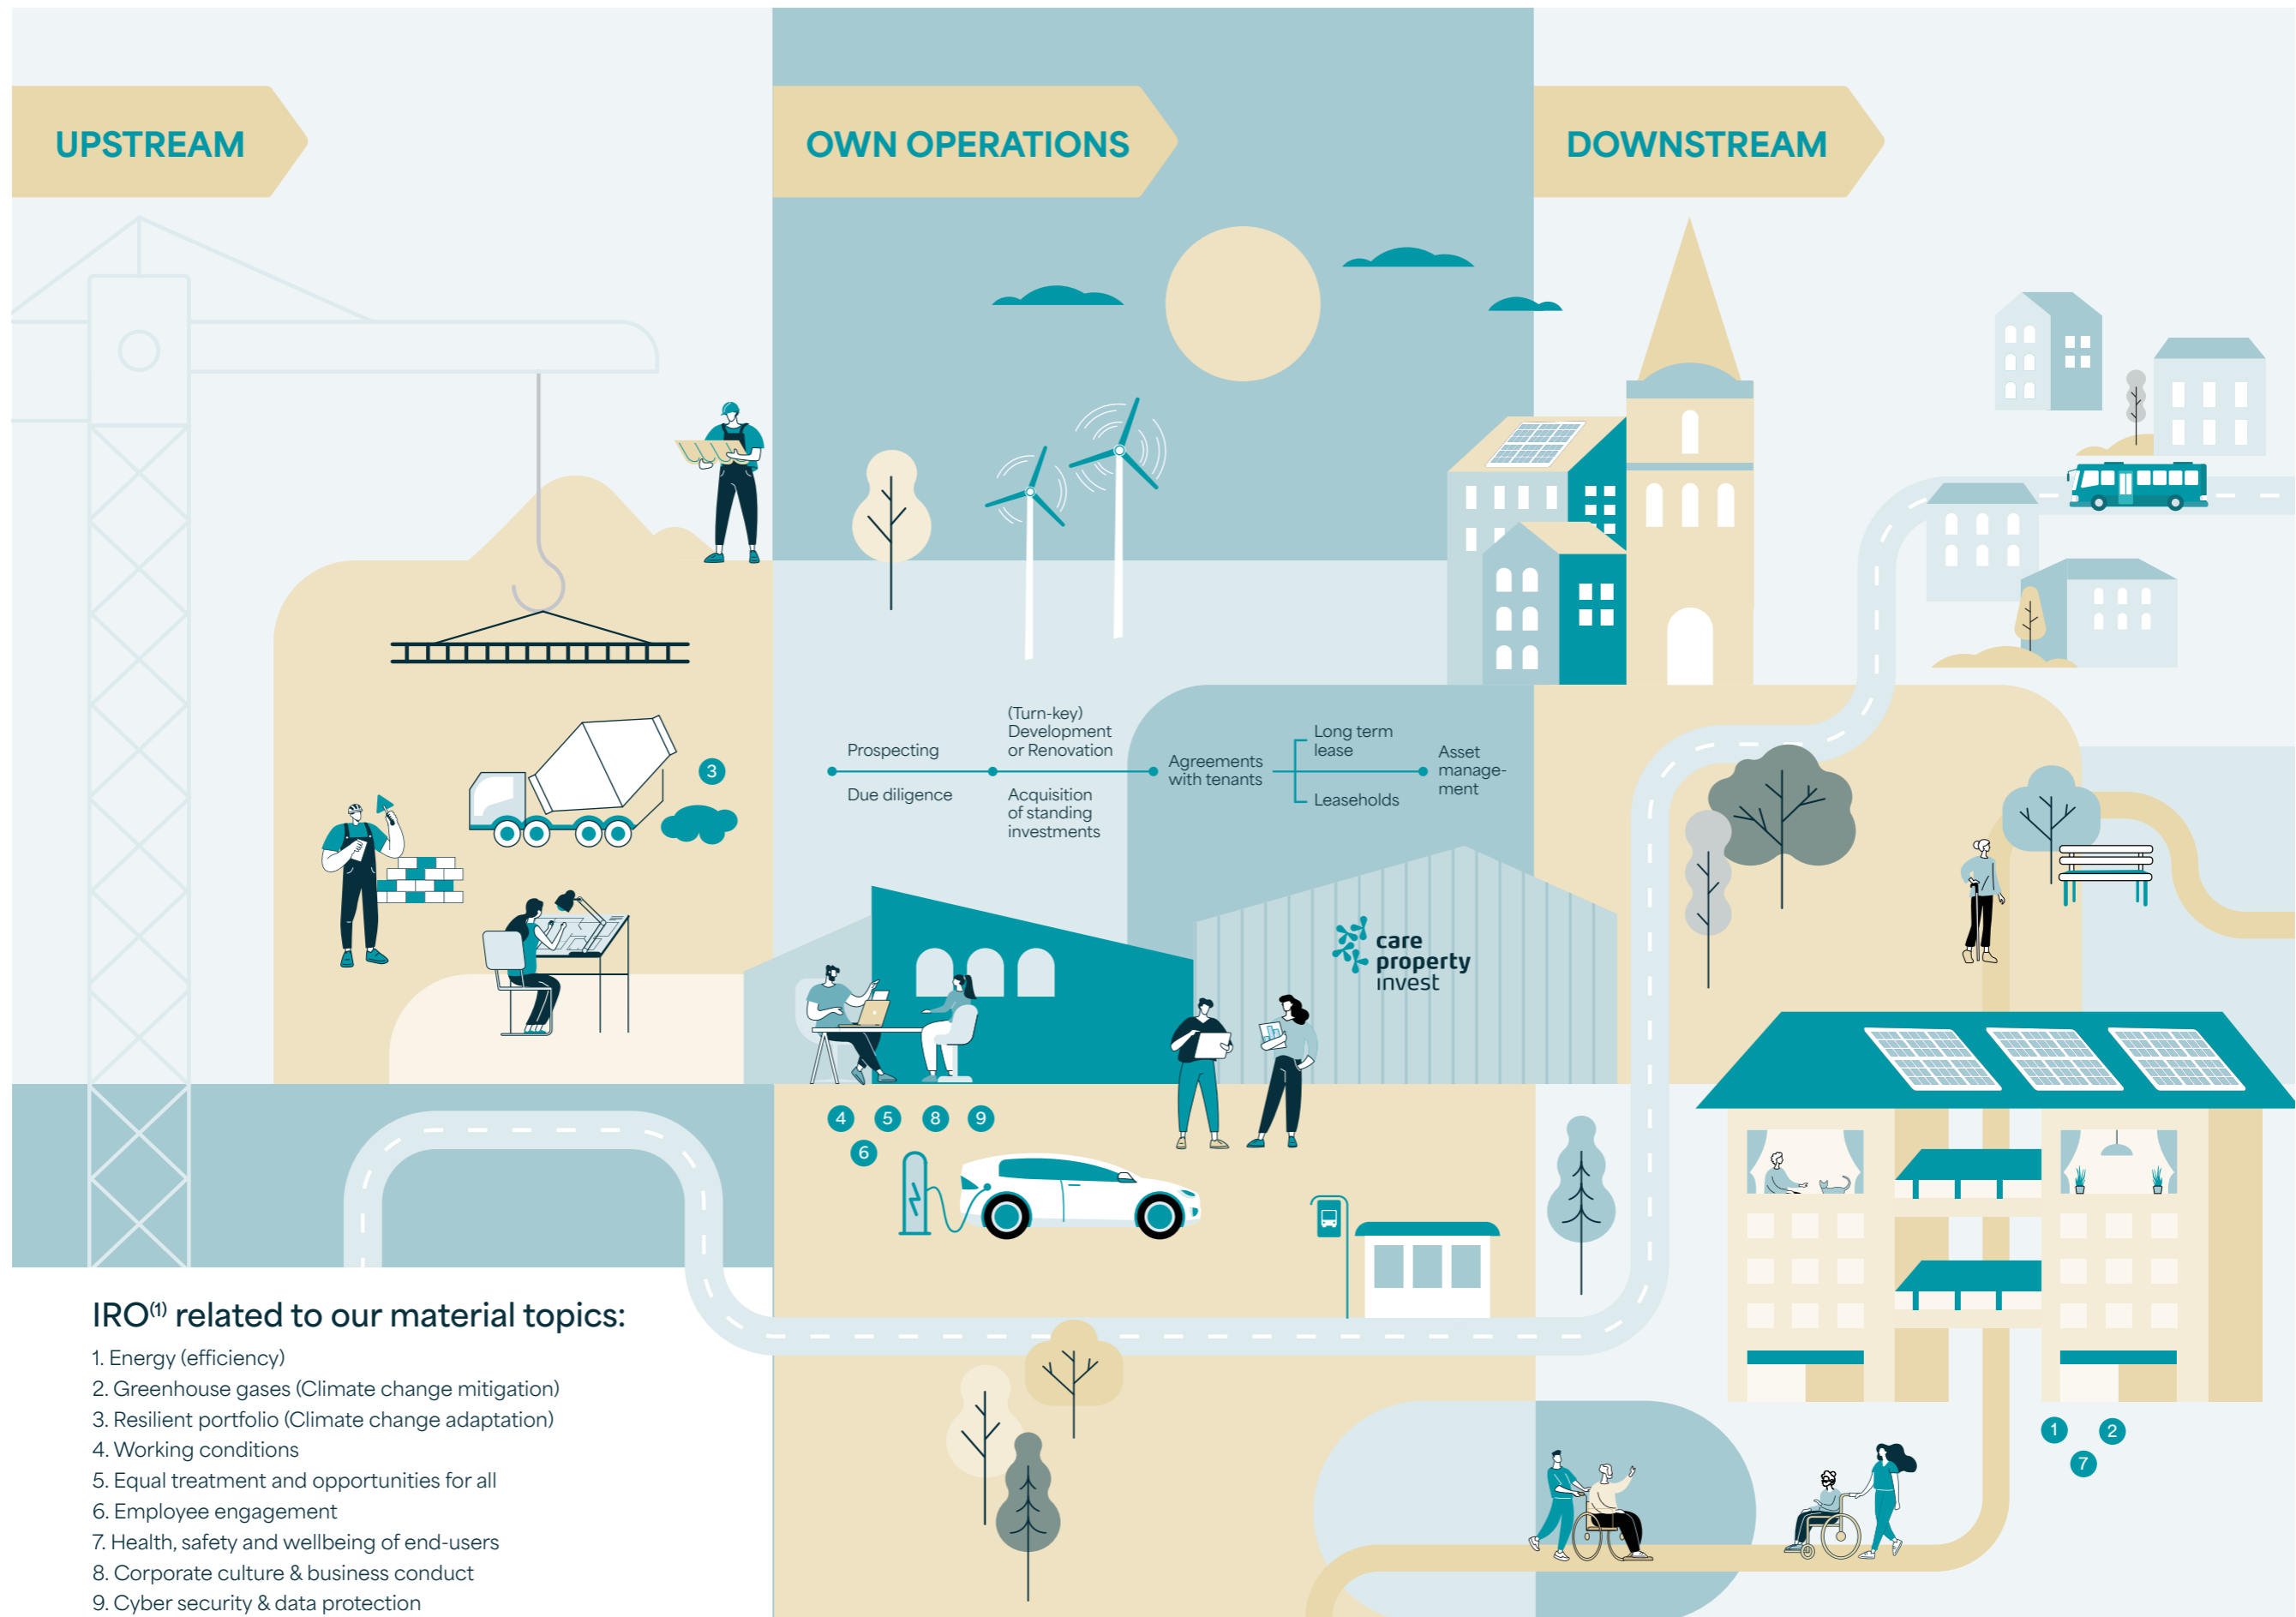 UPSTREAM
OWN OPERATIONS
DOWNSTREAM
Prospecting
Due diligence
(Turn-key)
Development
or Renovation
Acquisition
of standing
investments
Agreements
with tenants
Long term
lease
Leaseholds
Asset
manage-
ment
3
care
property
invest
4
5
8
9
6
1
2
7
IRO(1) related to our material topics:
1. Energy (efficiency)
2. Greenhouse gases (Climate change mitigation)
3. Resilient portfolio (Climate change adaptation)
4. Working conditions
5. Equal treatment and opportunities for all
6. Employee engagement
7. Health, safety and wellbeing of end-users
8. Corporate culture & business conduct
9. Cyber security & data protection